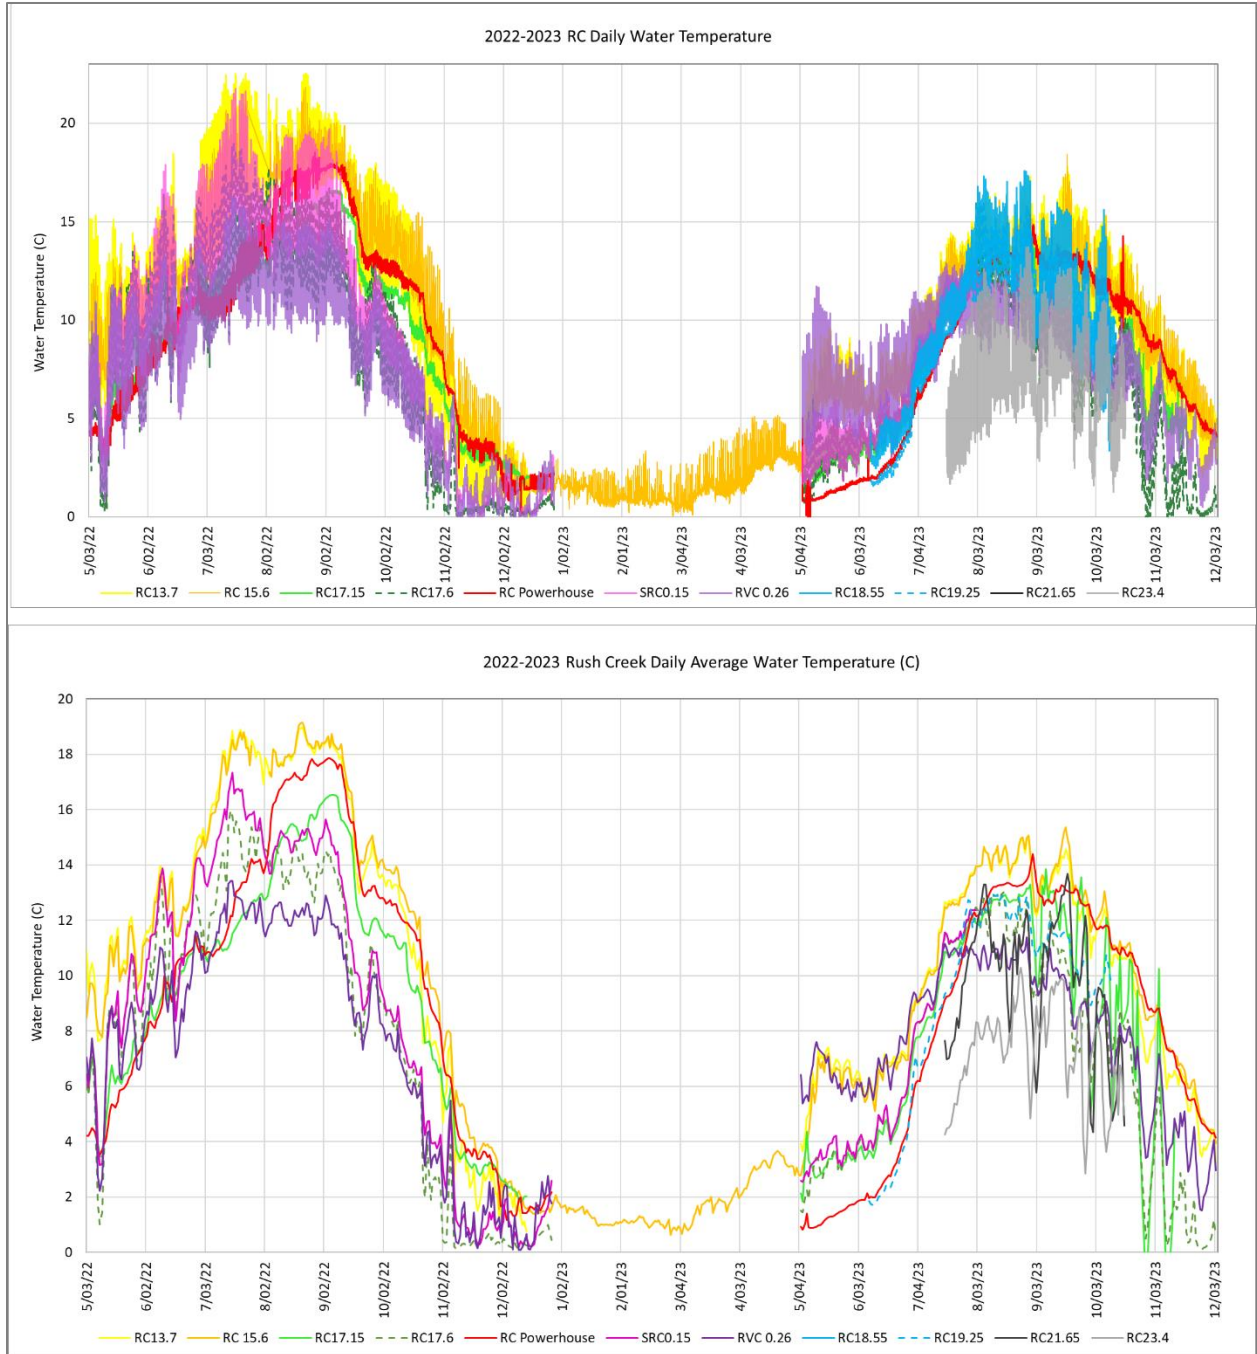 2022-2023 RC Daily Water Temperature
Water Temperature (C)
20
15
10
5
0
5/03/22 6/02/22 7/03/22 8/02/22 9/02/22 10/02/22 11/02/22 12/02/22 1/02/23 2/01/23 3/04/23 4/03/23 5/04/23 6/03/23 7/04/23 8/03/23 9/03/23 10/03/23 11/03/23 12/03/23
RC13.7 RC 15.6 RC17.15 RC17.6 RC Powerhouse SRC0.15 RVC 0.26 RC18.55 RC19.25 RC21.65 RC23.4
2022-2023 Rush Creek Daily Average Water Temperature (C)
Water Temperature (C)
20
18
16
14
12
10
8
6
4
2
0
5/03/22 6/02/22 7/03/22 8/02/22 9/02/22 10/02/22 11/02/22 12/02/22 1/02/23 2/01/23 3/04/23 4/03/23 5/04/23 6/03/23 7/04/23 8/03/23 9/03/23 10/03/23 11/03/23 12/03/23
RC13.7 RC 15.6 RC17.15 RC17.6 RC Powerhouse SRC0.15 RVC 0.26 RC18.55 RC19.25 RC21.65 RC23.4